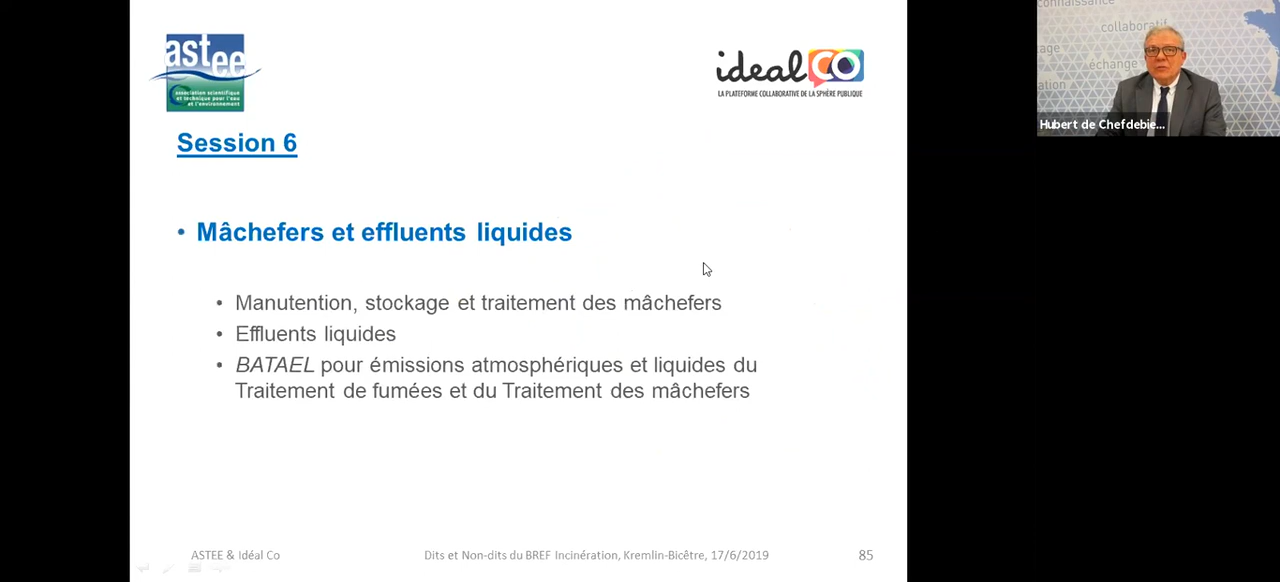 astee
association scientifique
et technique pour l'eau
et l'environnement
idealCO
LA PLATEFORME COLLABORATIVE DE LA SPHÈRE PUBLIQUE
connaissance
collaboratif
échange
Hubert de Chefdebie...
Session 6
• Mâchefers et effluents liquides
• Manutention, stockage et traitement des mâchefers
• Effluents liquides
• BATAEL pour émissions atmosphériques et liquides du
Traitement de fumées et du Traitement des mâchefers
ASTEE & Idéal Co
Dits et Non-dits du BREF Incinération, Kremlin-Bicêtre, 17/6/2019
85